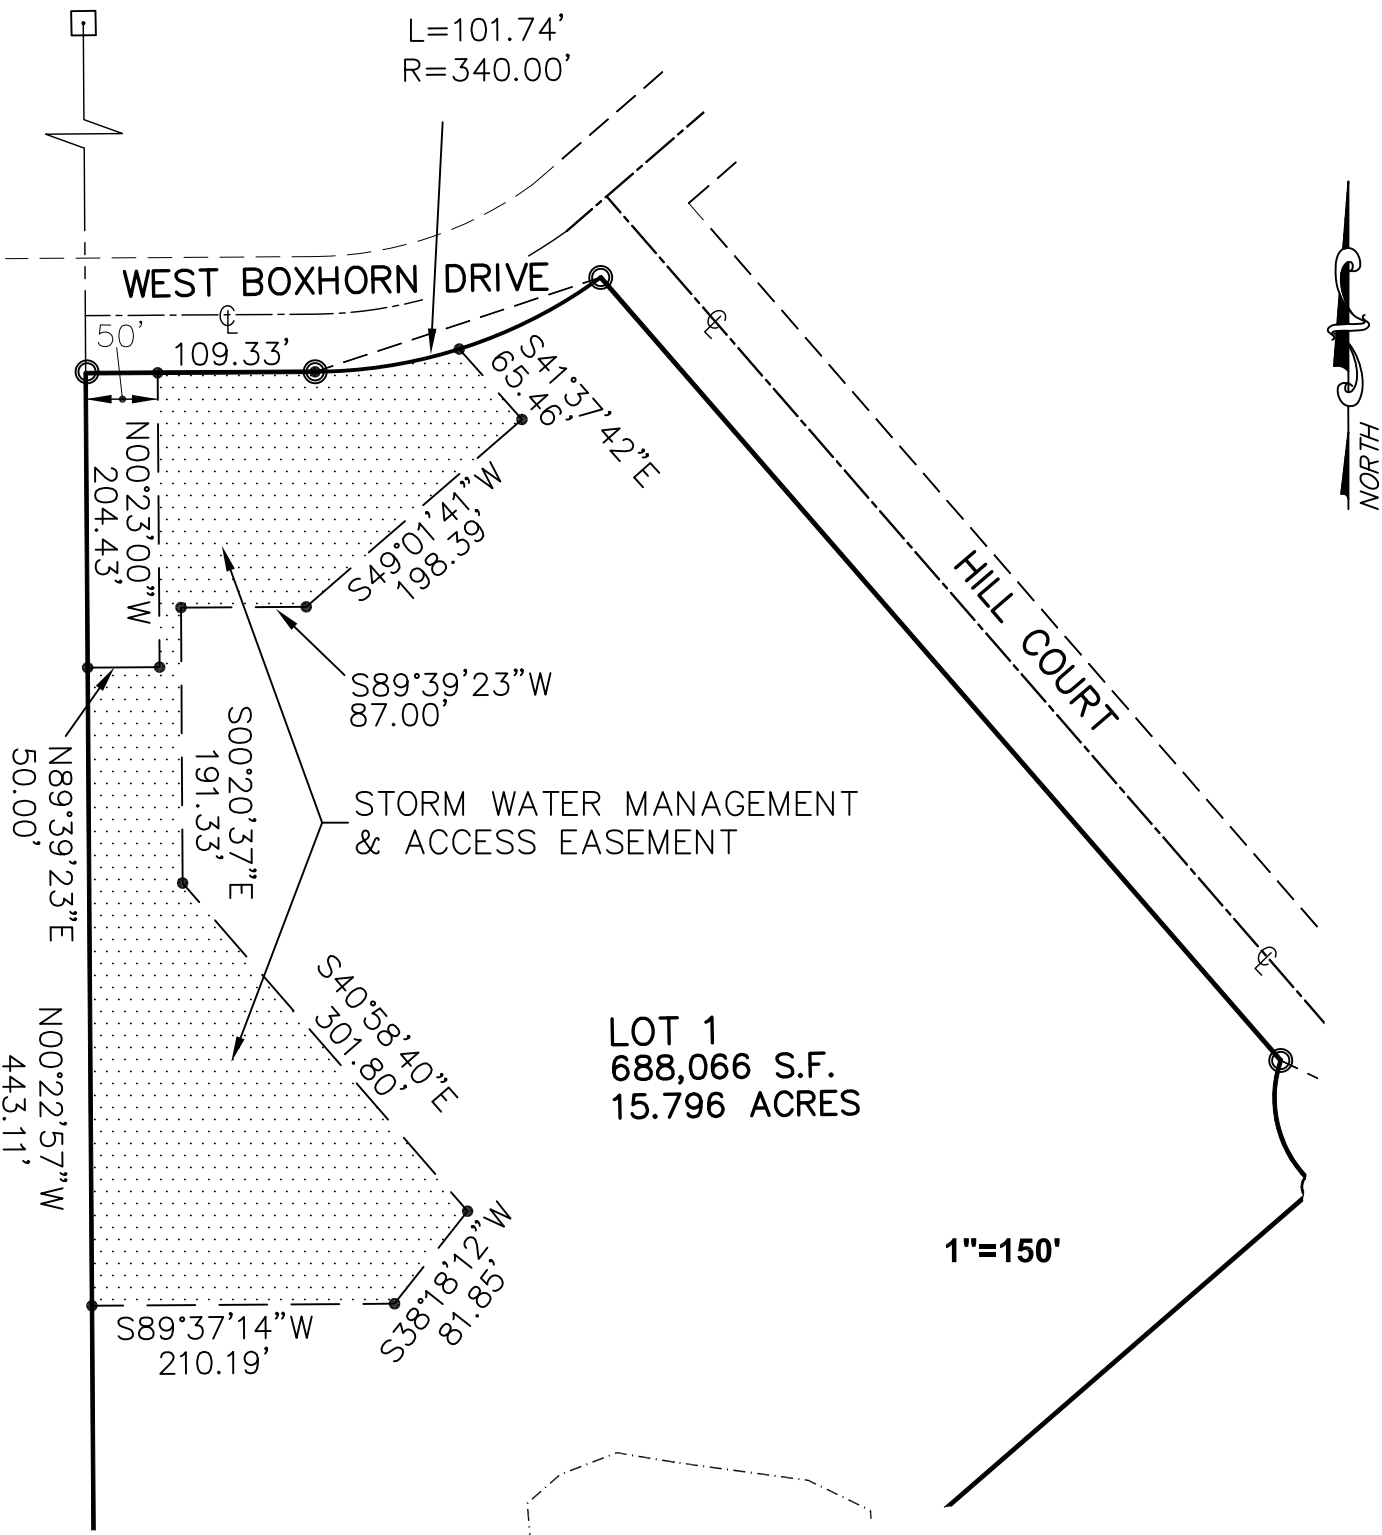 L=101.74'
R=340.00'
WEST BOXHORN DRIVE
℄
50'
109.33'
℄
S41°37'42"E
65.46'
NORTH
N00°23'00"W
204.43'
S49°01'41"W
198.39'
HILL COURT
S89°39'23"W
87.00'
S00°20'37"E
191.33'
N89°39'23"E
50.00'
STORM WATER MANAGEMENT
& ACCESS EASEMENT
℄
S40°58'40"E
301.80'
N00°22'57"W
443.11'
LOT 1
688,066 S.F.
15.796 ACRES
S38°18'12"W
81.85'
1"=150'
S89°37'14"W
210.19'